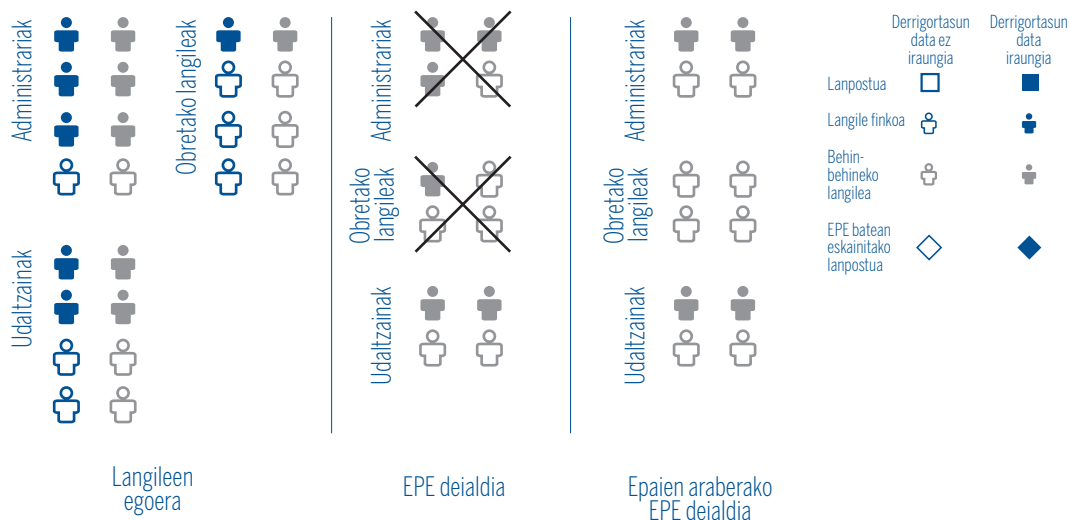 Administrariak
Obretako langileak
Udaltzainak
Langileen
egoera
Administrariak
Obretako
langileak
Udaltzainak
EPE deialdia
Administrariak
Obretako
langileak
Udaltzainak
Epaien araberako
EPE deialdia
Derrigortasun
data ez
iraungia
Derrigortasun
data
iraungia
Lanpostua
Langile finkoa
Behin-
behineko
langilea
EPE batean
eskainitako
lanpostua